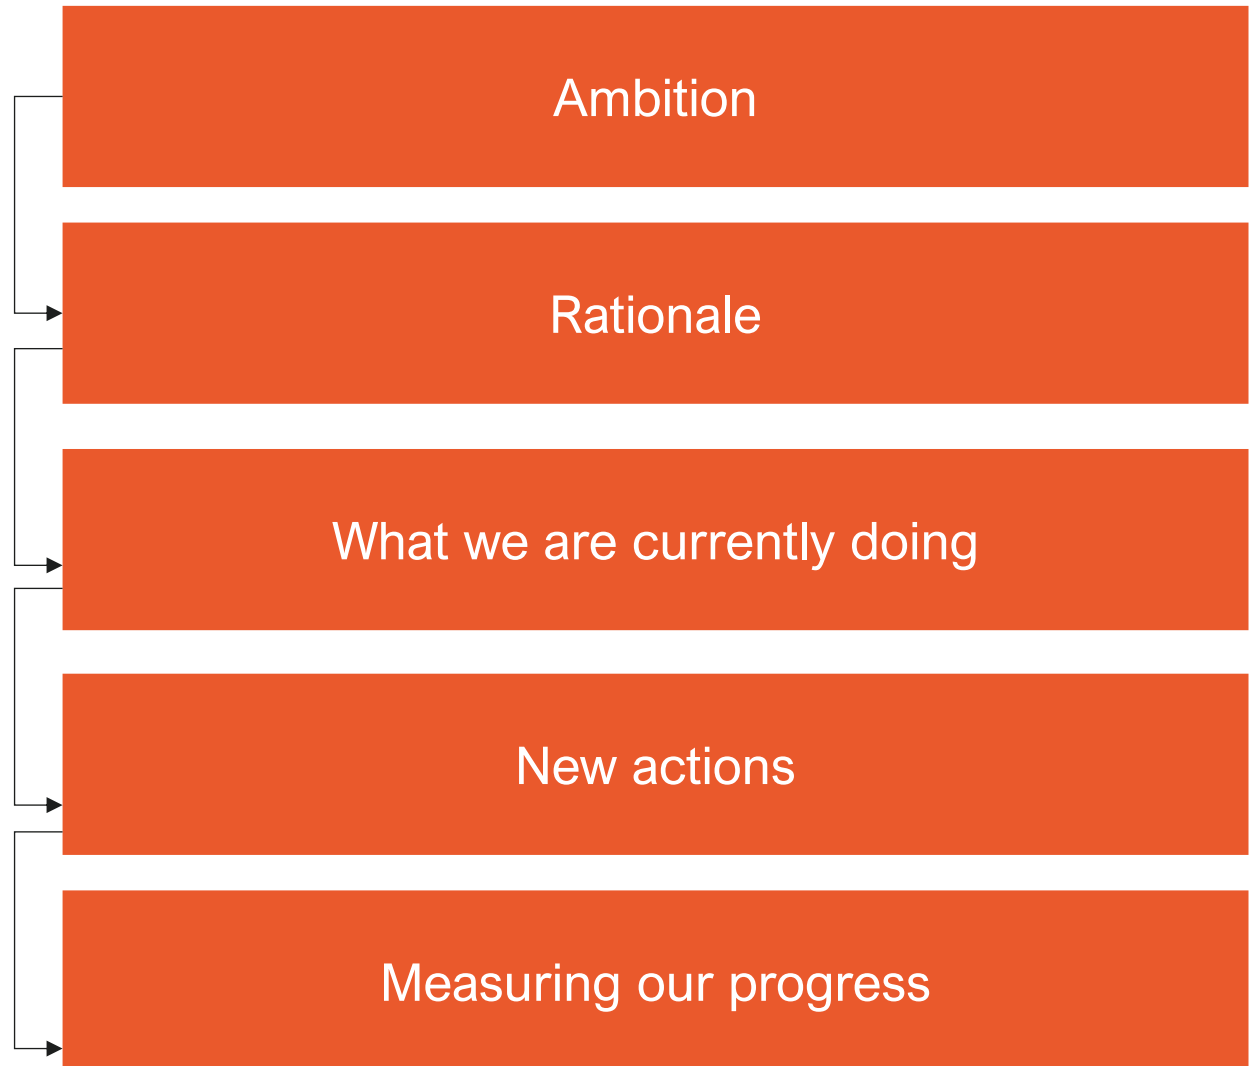 Ambition
Rationale
What we are currently doing
New actions
Measuring our progress